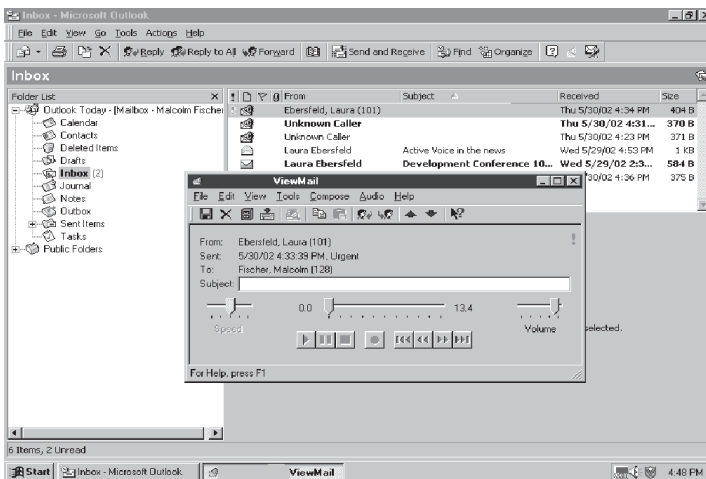 Inbox - Microsoft Outlook
File Edit View Go Tools Actions Help
Reply Reply to All Forward Send and Receive Find Organize
Inbox
Folder List
Outlook Today - [Mailbox - Malcolm Fischer
Calendar
Contacts
Deleted Items
Drafts
Inbox (2)
Journal
Notes
Outbox
Sent Items
Tasks
Public Folders
! From Subject Received Size
Ebersfeld, Laura (101) Thu 5/30/02 4:34 PM 404 B
Unknown Caller Thu 5/30/02 4:31... 370 B
Unknown Caller Thu 5/30/02 4:23 PM 371 B
Laura Ebersfeld Active Voice in the news Wed 5/29/02 4:53 PM 1 KB
Laura Ebersfeld Development Conference 10... Wed 5/29/02 2:3... 584 B
'30/02 4:36 PM 375 B
ViewMail
File Edit View Tools Compose Audio Help
From: Ebersfeld, Laura (101)
Sent: 5/30/02 4:33:39 PM, Urgent
To: Fischer, Malcolm (128)
Subject:
0.0 13.4
Speed Volume
selected.
For Help, press F1
6 Items, 2 Unread
Start Inbox - Microsoft Outlook ViewMail 4:48 PM